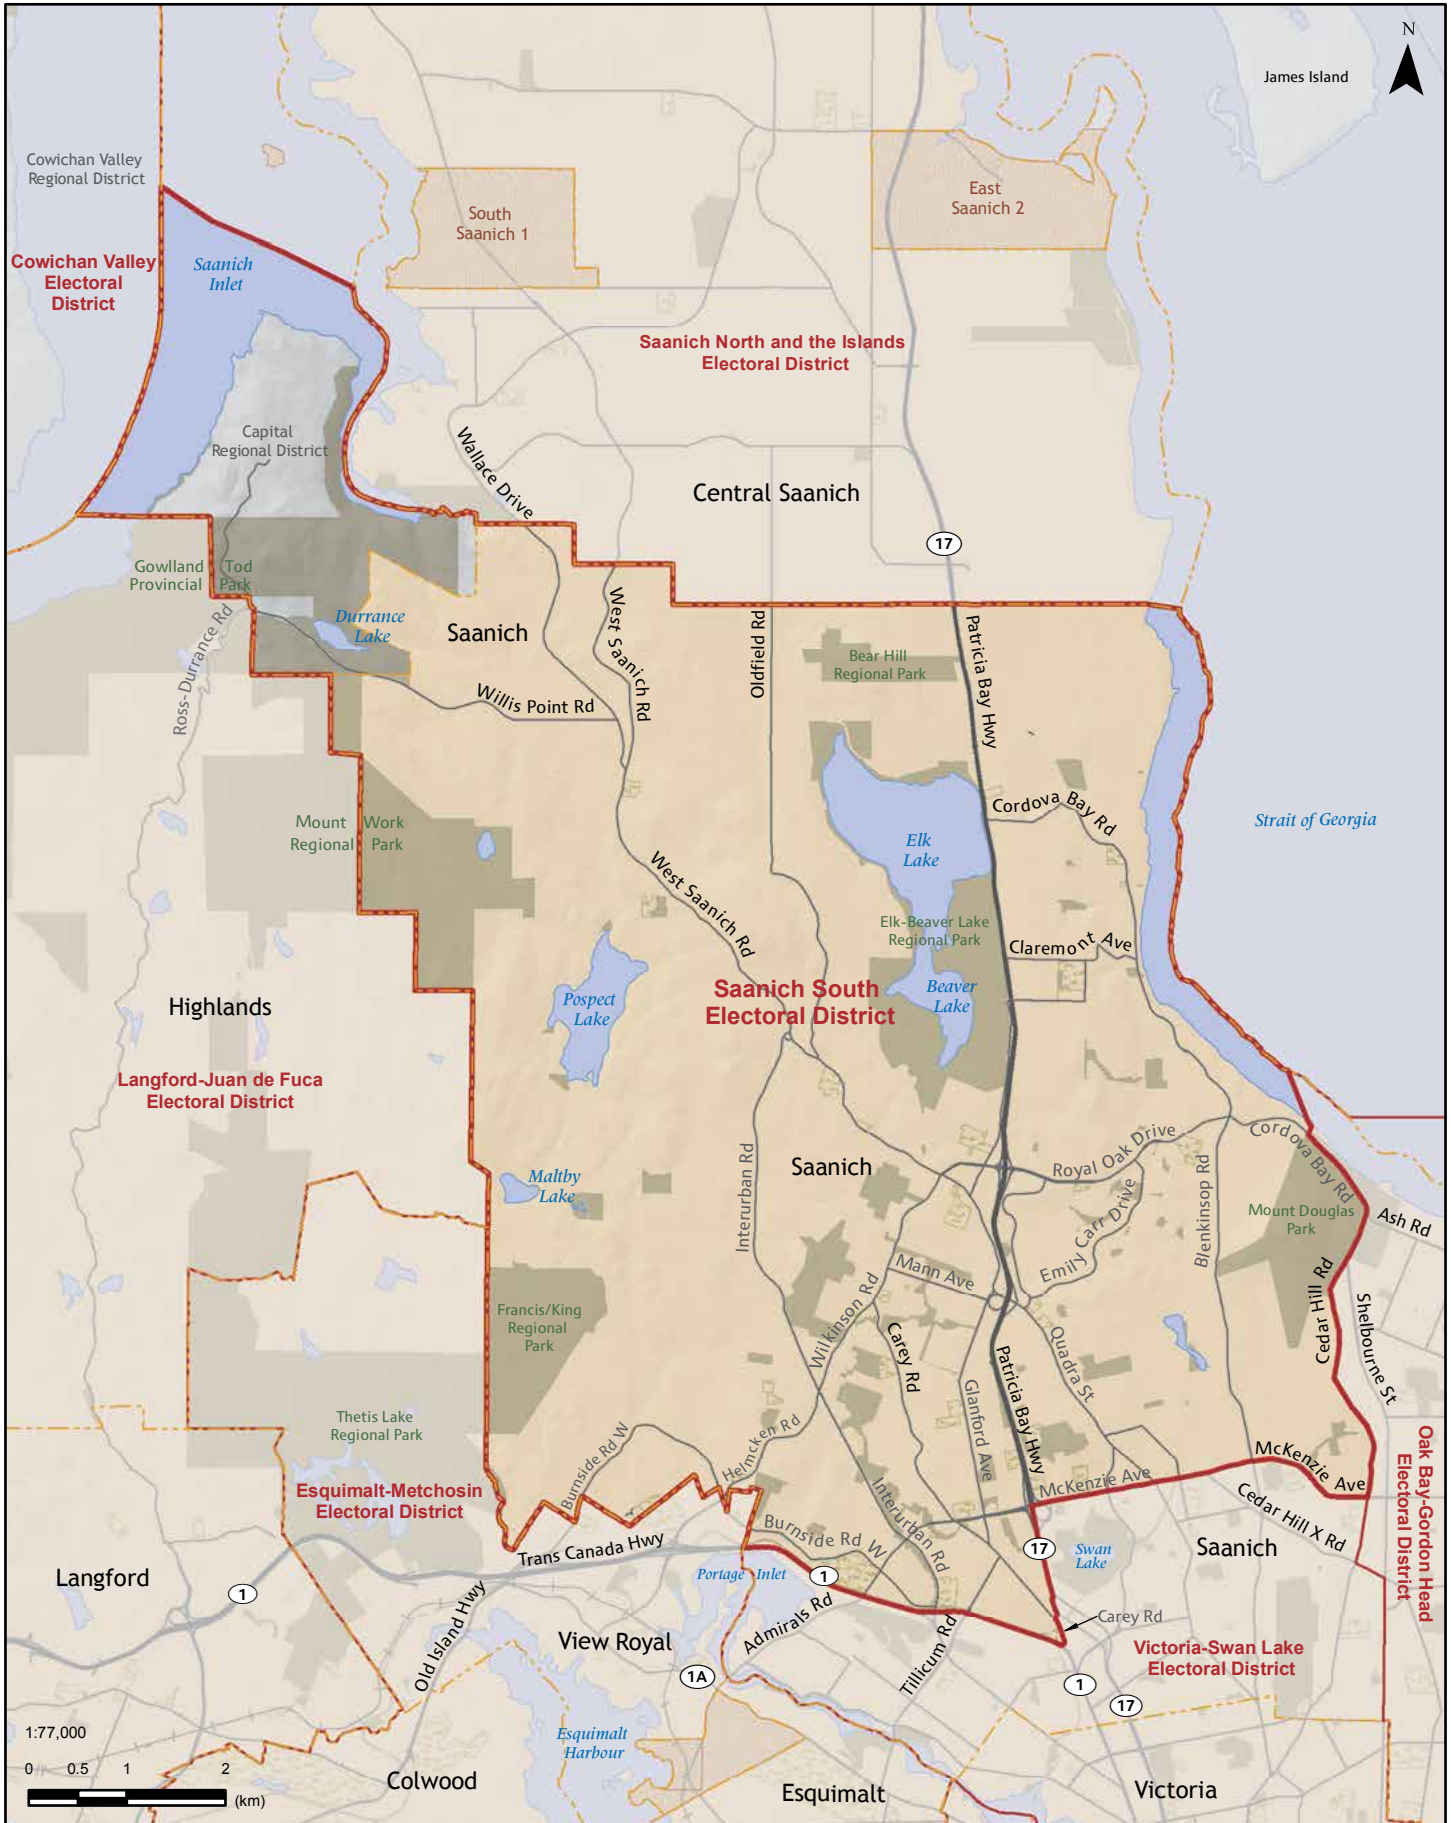 N
James Island
Cowichan Valley
Regional District
East
Saanich 2
South
Saanich 1
Cowichan Valley
Electoral
District
Saanich
Inlet
Saanich North and the Islands
Electoral District
Capital
Regional District
Wallace Drive
Central Saanich
17
Gowlland Tod
Provincial Park
Durrance
Lake
Saanich
Ross-Durrance Rd
West Saanich Rd
Oldfield Rd
Patricia Bay Hwy
Bear Hill
Regional Park
Willis Point Rd
Cordova Bay Rd
Mount Work
Regional Park
Elk
Lake
Strait of Georgia
West Saanich Rd
Elk-Beaver Lake
Regional Park
Claremont Ave
Beaver
Lake
Saanich South
Electoral District
Pospect
Lake
Highlands
Langford-Juan de Fuca
Electoral District
Cordova Bay Rd
Royal Oak Drive
Saanich
Interurban Rd
Blenkinsop Rd
Maltby
Lake
Emily Carr Drive
Mount Douglas
Park
Ash Rd
Mann Ave
Wilkinson Rd
Cedar Hill Rd
Shelbourne St
Francis/King
Regional
Park
Carey Rd
Quadra St
Patricia Bay Hwy
Glanford Ave
Thetis Lake
Regional Park
Burnside Rd W
Helmcken Rd
McKenzie Ave
McKenzie Ave
Oak Bay-Gordon Head
Electoral District
Esquimalt-Metchosin
Electoral District
Interurban Rd
Cedar Hill X Rd
Burnside Rd W
Trans Canada Hwy
17
Swan
Lake
Saanich
Langford
1
Portage Inlet
1
Old Island Hwy
Admirals Rd
Carey Rd
View Royal
Tillicum Rd
Victoria-Swan Lake
Electoral District
1A
1
17
1:77,000
Esquimalt
Harbour
0 0.5 1 2
(km)
Colwood
Esquimalt
Victoria